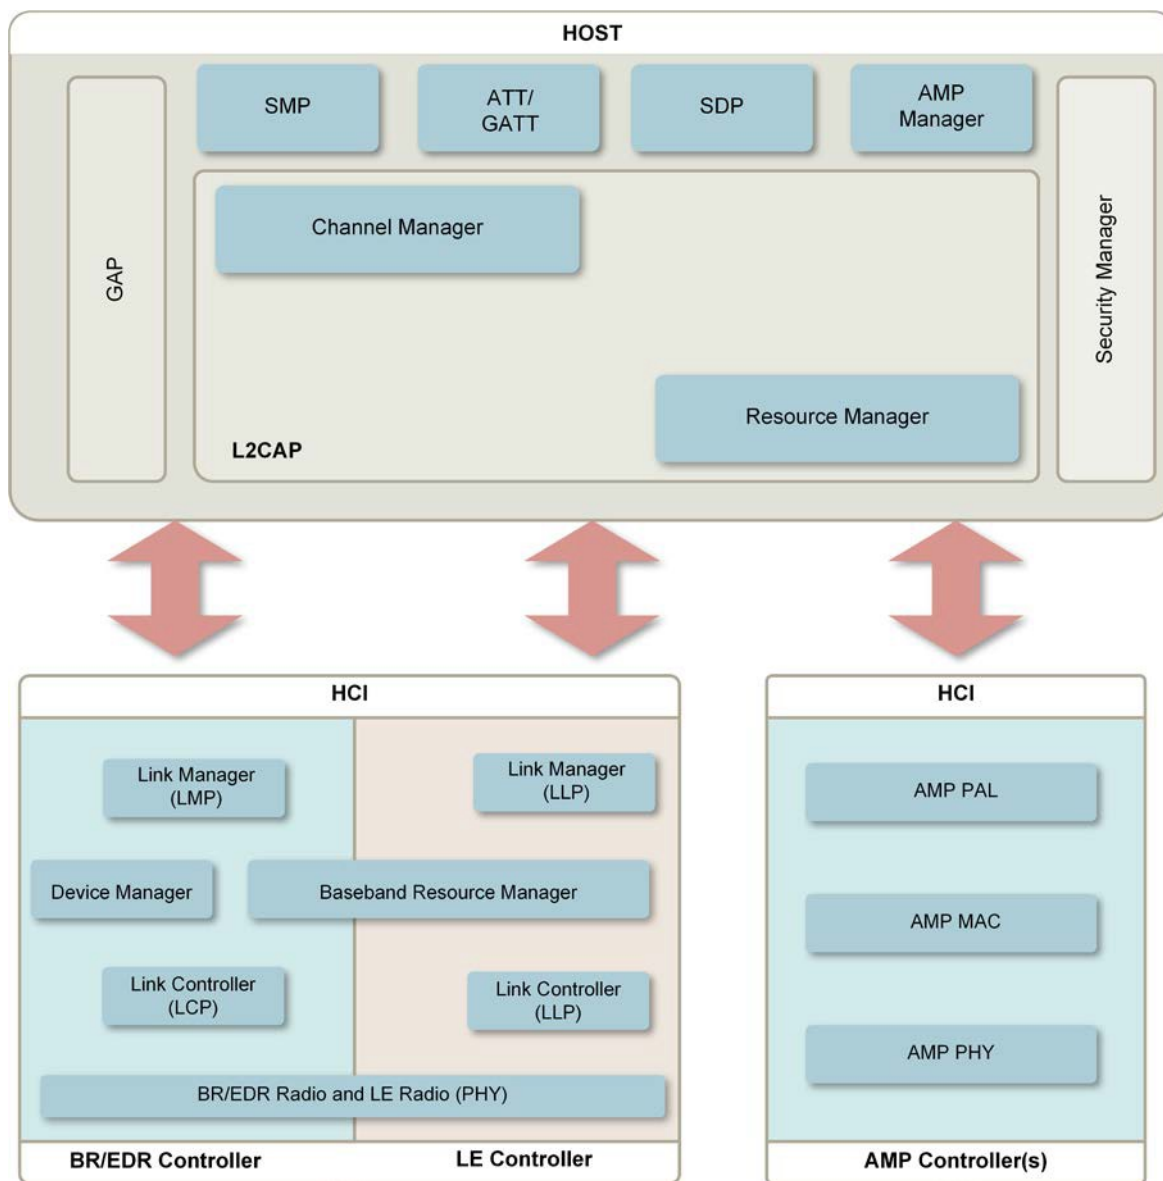 HOST
SMP
ATT/
GATT
SDP
AMP
Manager
GAP
Channel Manager
Security Manager
Resource Manager
L2CAP
HCI
Link Manager
(LMP)
Link Manager
(LLP)
Device Manager
Baseband Resource Manager
Link Controller
(LCP)
Link Controller
(LLP)
BR/EDR Radio and LE Radio (PHY)
BR/EDR Controller
LE Controller
HCI
AMP PAL
AMP MAC
AMP PHY
AMP Controller(s)